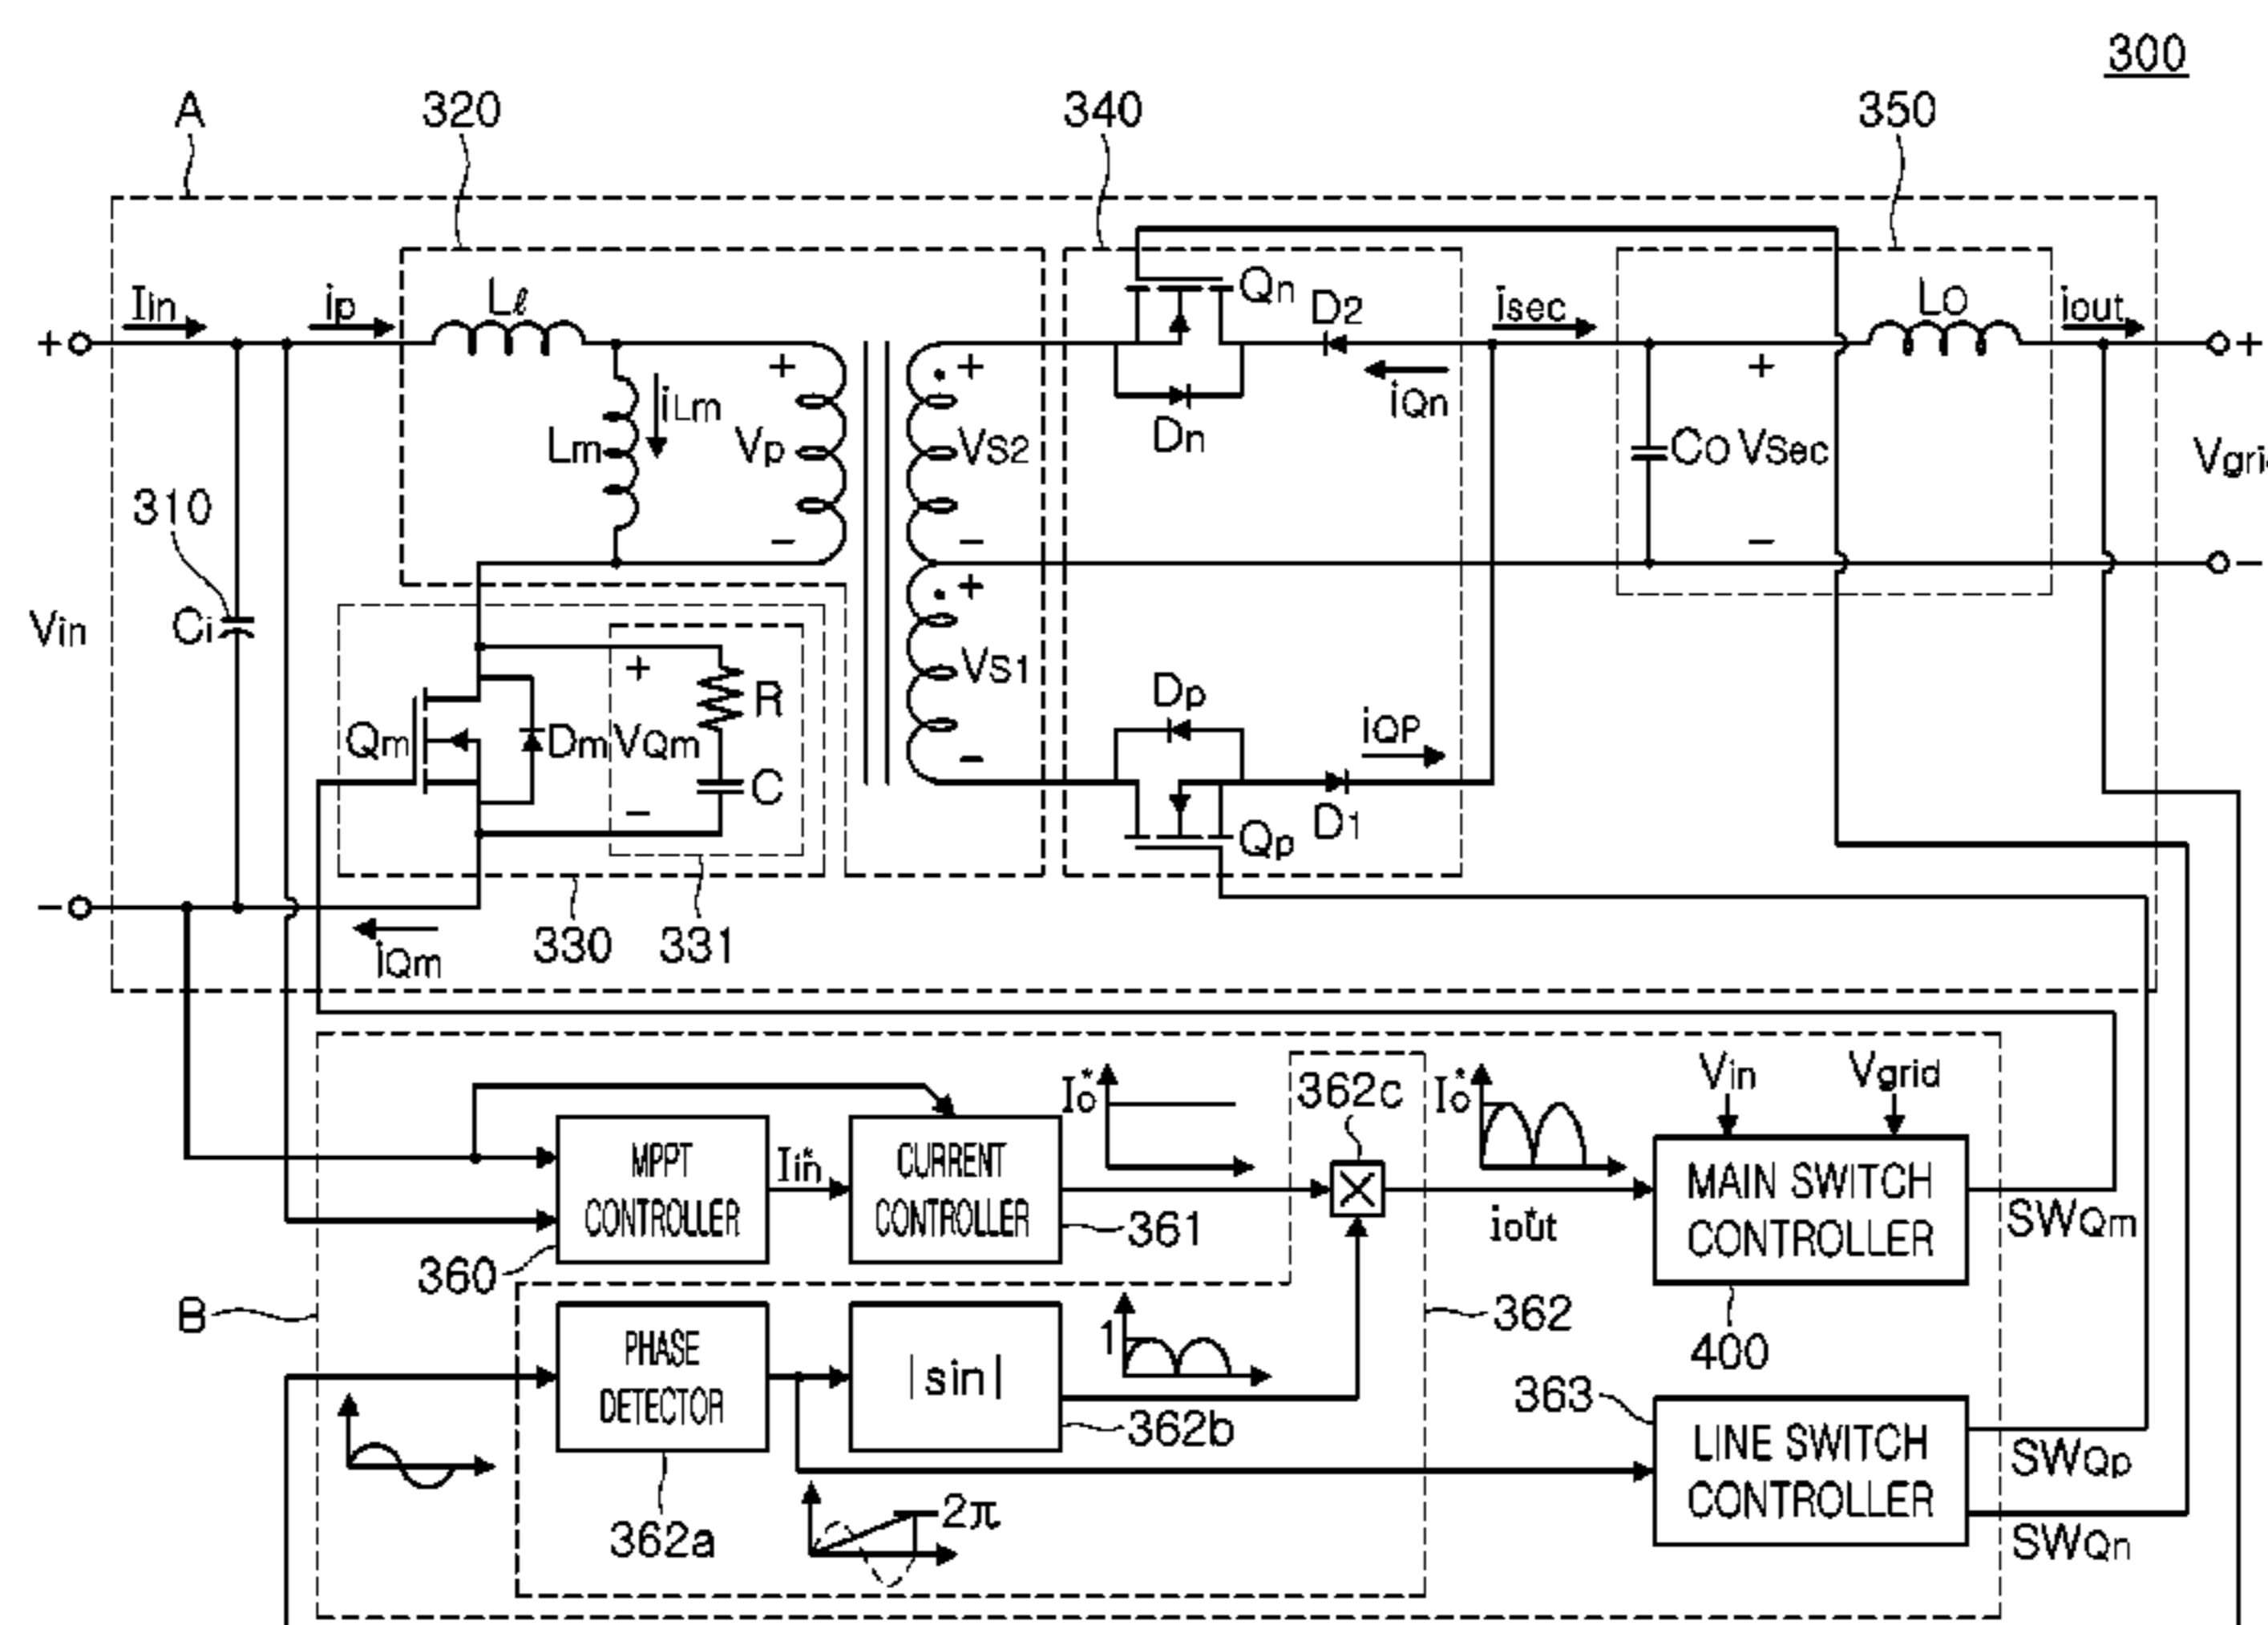 300
A
320
340
350
Iin
ip
Lℓ
Qn
D2
isec
LO
iout
+
+
+
+
+
iLm
Lm
Vp
VS2
Dn
iQn
CO
VSec
Vgri
310
−
−
−
−
Vin
Ci
+
+
VS1
Qm
Dm
VQm
R
C
Dp
iQP
−
−
Qp
D1
−
iQm
330
331
Io*
362c
Io*
Vin
Vgrid
MPPT
CONTROLLER
Iin*
CURRENT
CONTROLLER
MAIN SWITCH
CONTROLLER
SWQm
360
361
iout*
B
PHASE
DETECTOR
|sin|
1
362
400
362b
363
LINE SWITCH
CONTROLLER
SWQp
SWQn
362a
2π